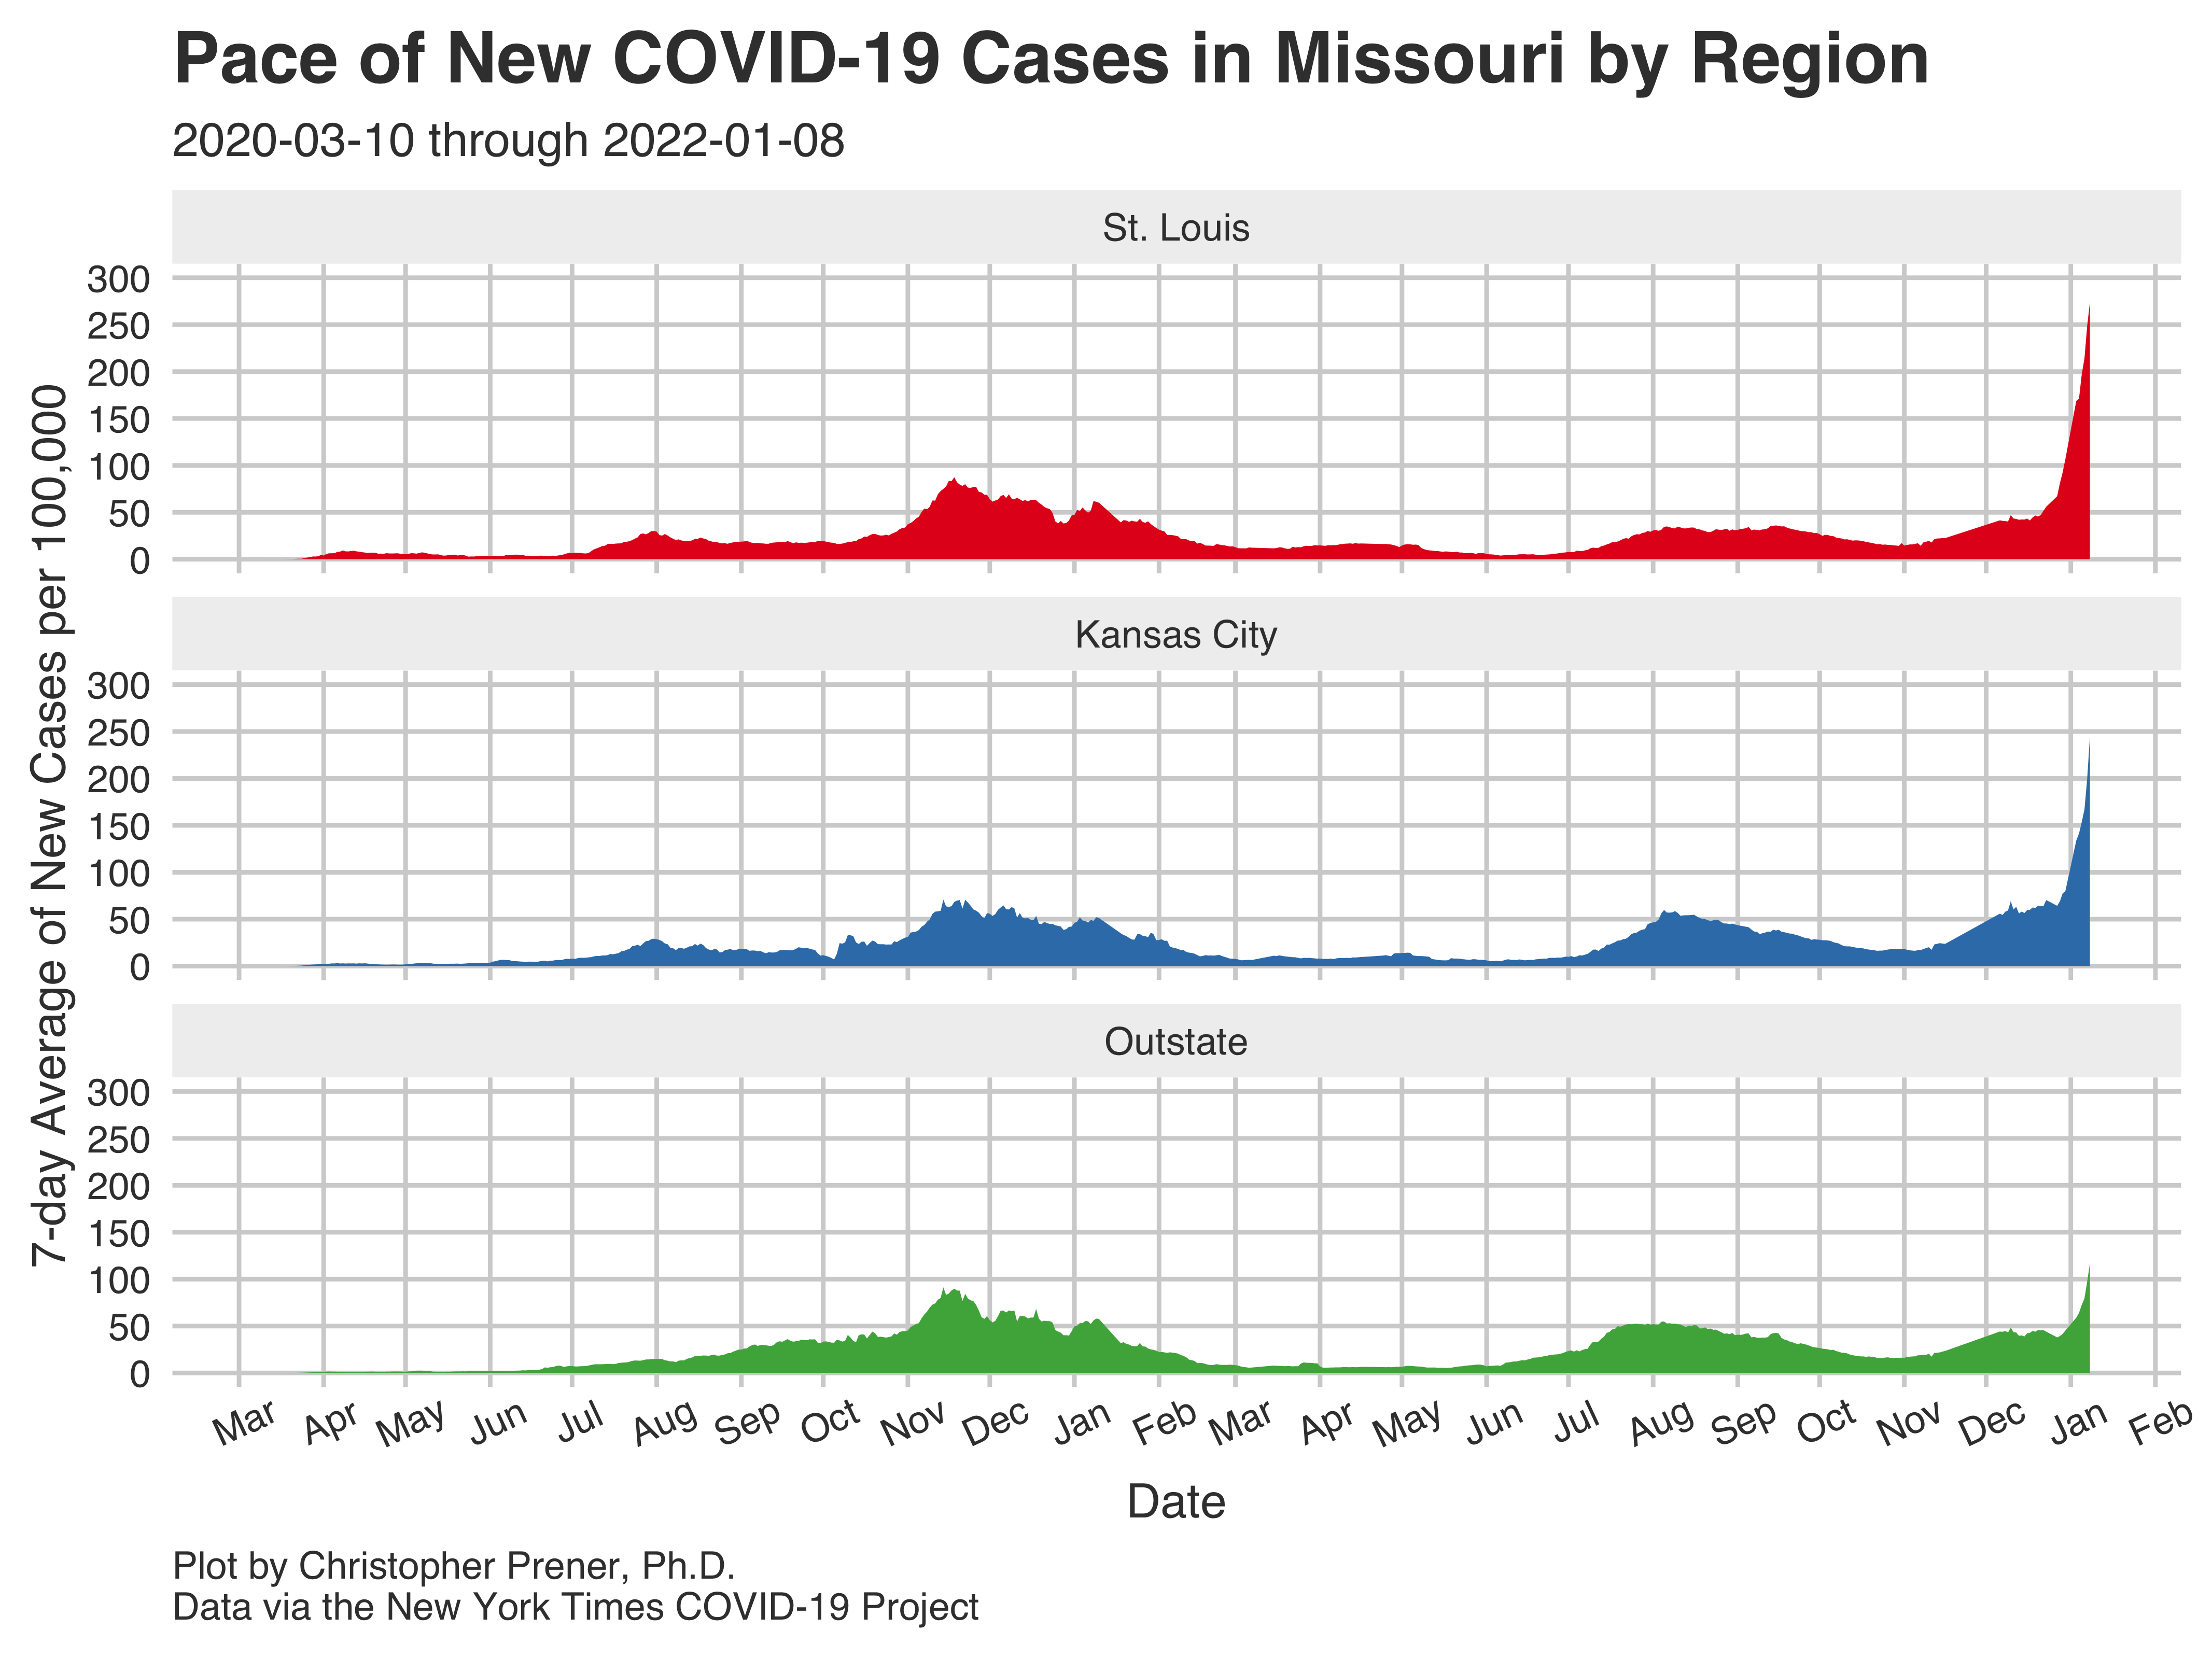 Pace of New COVID-19 Cases in Missouri by Region
2020-03-10 through 2022-01-08
7-day Average of New Cases per 100,000
St. Louis
300
250
200
150
100
50
0
Kansas City
300
250
200
150
100
50
0
Outstate
300
250
200
150
100
50
0
Mar Apr May Jun Jul Aug Sep Oct Nov Dec Jan Feb Mar Apr May Jun Jul Aug Sep Oct Nov Dec Jan Feb
Date
Plot by Christopher Prener, Ph.D.
Data via the New York Times COVID-19 Project